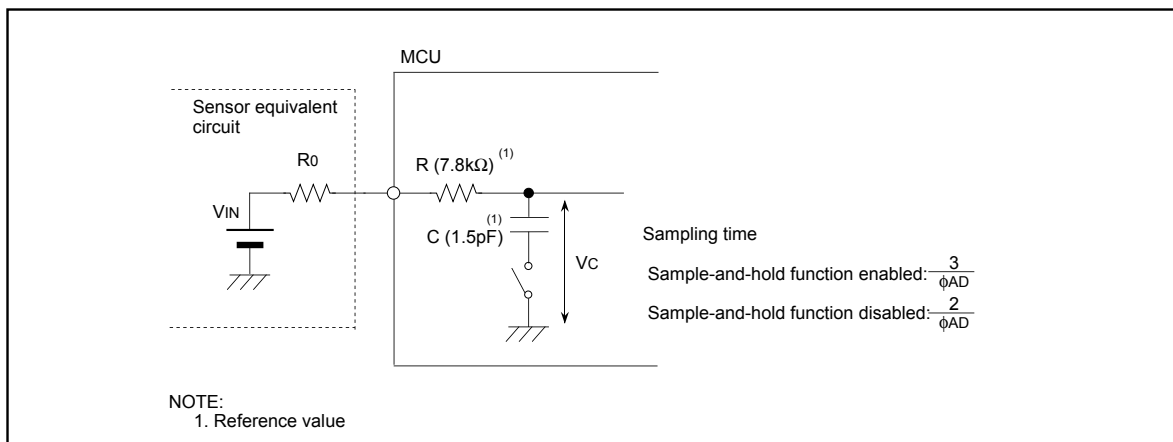 MCU
Sensor equivalent
circuit
R0
R (7.8kΩ) (1)
VIN
C (1.5pF) (1)
VC
Sampling time
Sample-and-hold function enabled: 3/ϕAD
Sample-and-hold function disabled: 2/ϕAD
NOTE:
1. Reference value